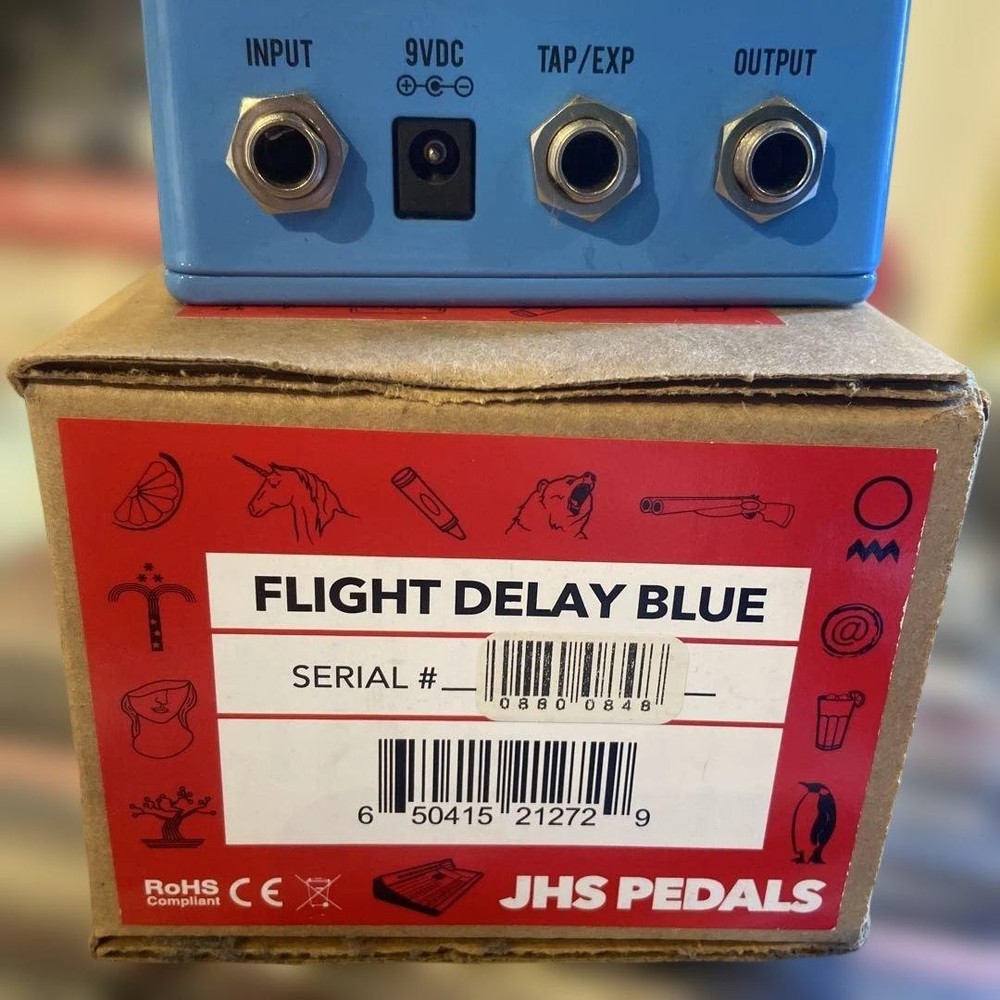 INPUT
9VDC
TAP/EXP
OUTPUT
FLIGHT DELAY BLUE
SERIAL #
0880 0848
6 50415 21272 9
@
RoHS
Compliant
CE
JHS PEDALS